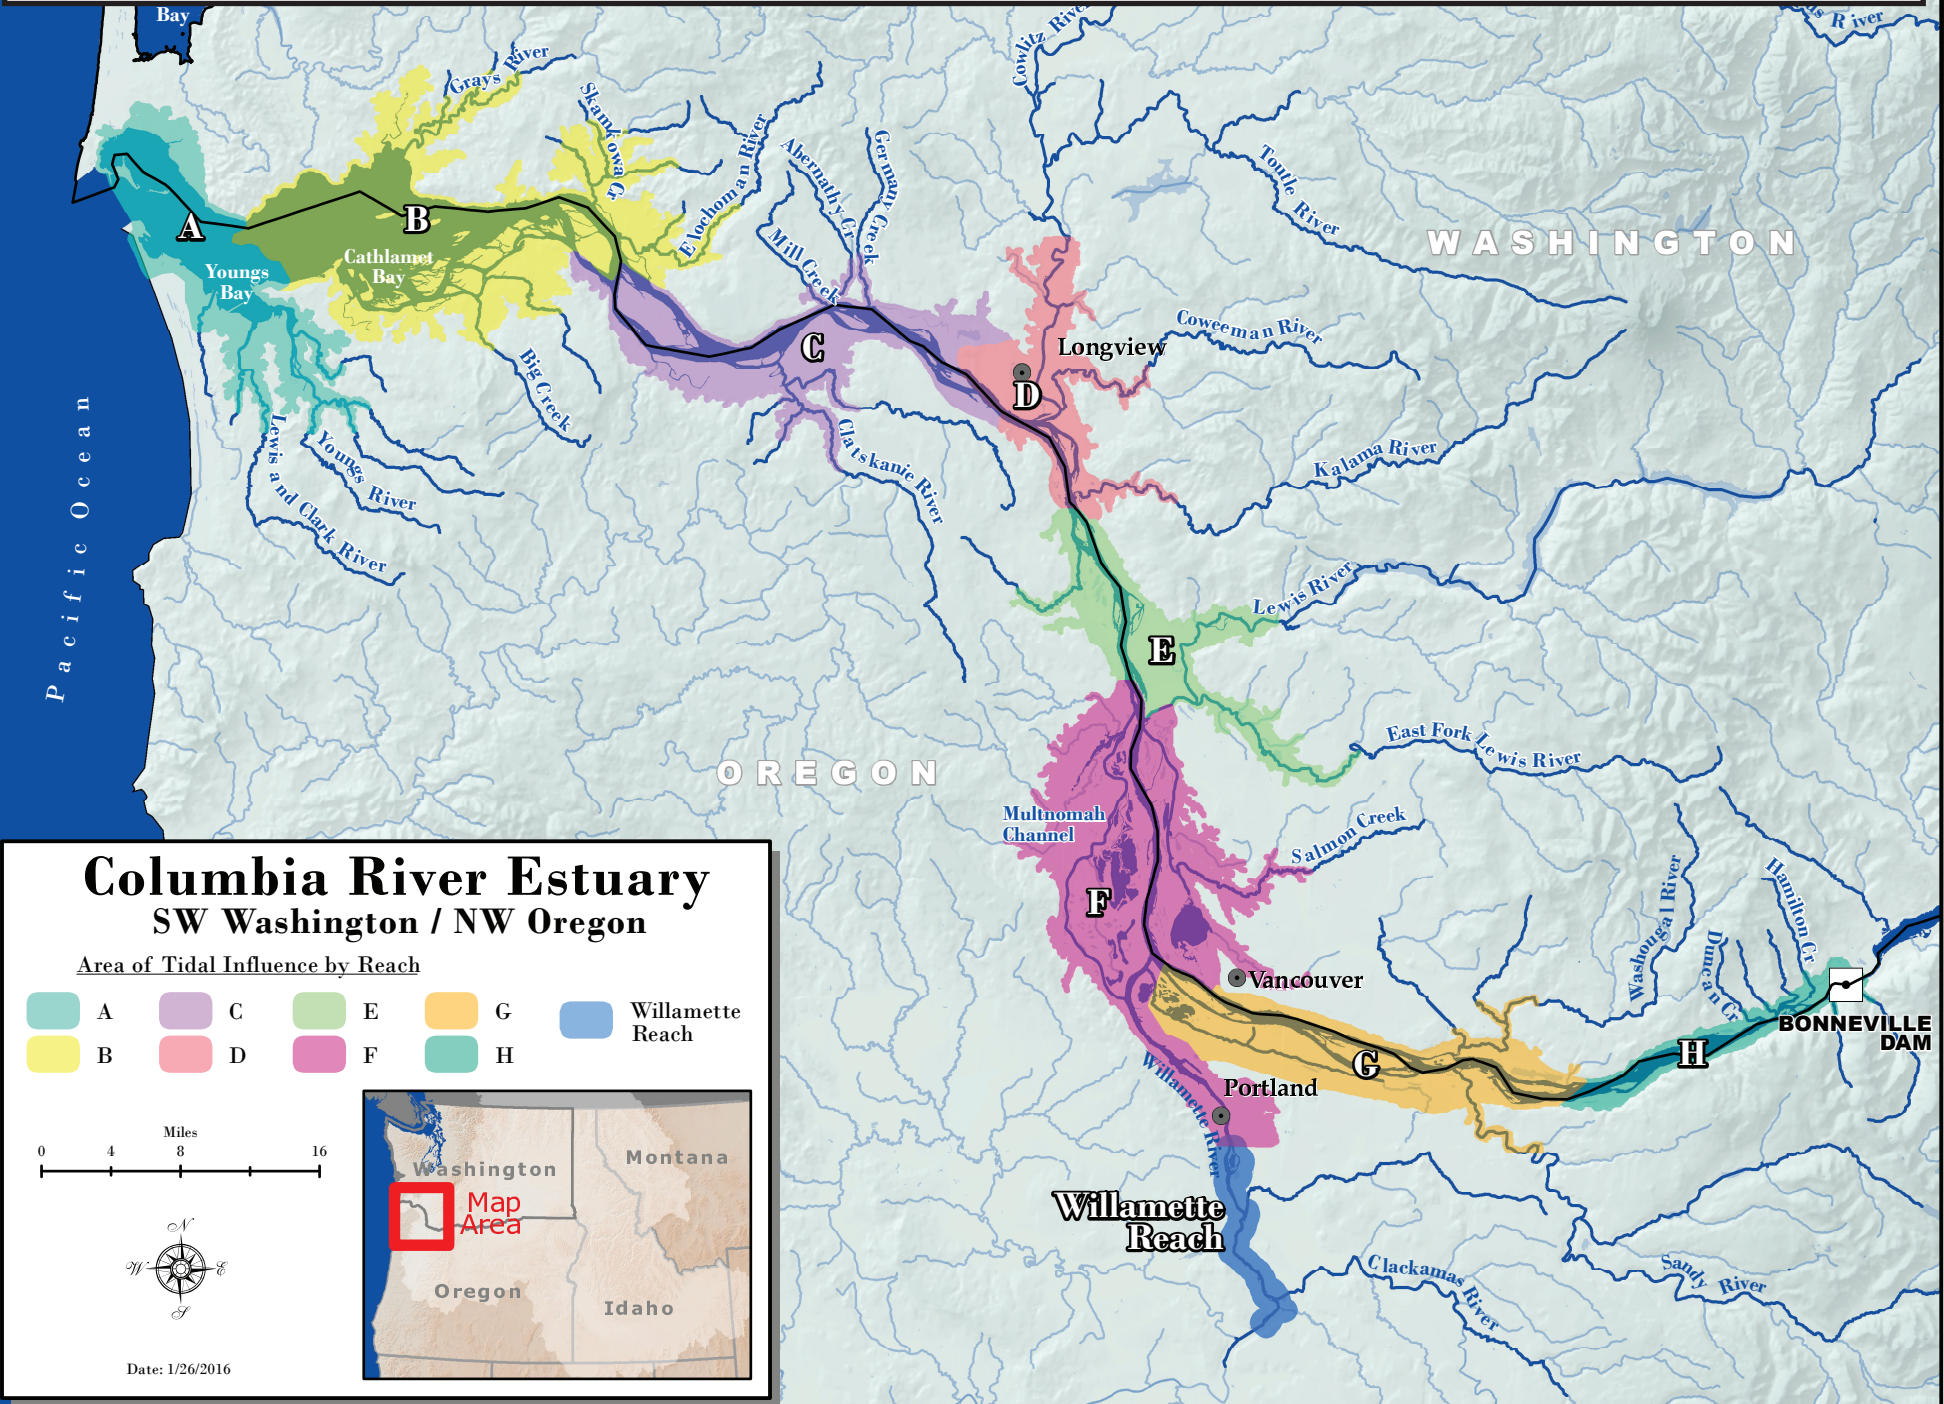 Bay
Grays River
Skamkowa Cr
Elochoman River
Abernathy Cr
Germany Creek
Mill Creek
Cowlitz River
Toutle River
R iver
WASHINGTON
A
B
Youngs
Bay
Cathlamet
Bay
C
D
Longview
Coweeman River
Big Creek
Clatskanie River
Kalama River
Lewis and Clark River
Youngs River
Pacific Ocean
Lewis River
E
East Fork Lewis River
OREGON
Multnomah
Channel
Salmon Creek
F
Vancouver
Washougal River
Duncan Cr
Hamilton Cr
BONNEVILLE
DAM
G
H
Portland
Willamette River
Willamette
Reach
Clackamas River
Sandy River
Columbia River Estuary
SW Washington / NW Oregon
Area of Tidal Influence by Reach
A
C
E
G
Willamette
Reach
B
D
F
H
Miles
0 4 8 16
N
W
E
S
Date: 1/26/2016
Washington
Montana
Map
Area
Oregon
Idaho